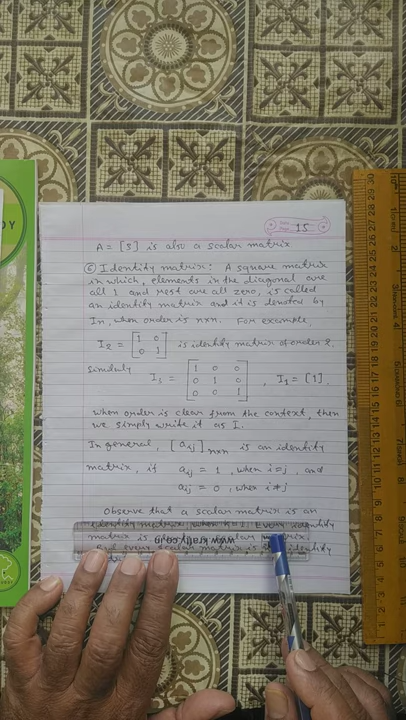 DY
15
A = [3] is also a scalar matrix
⑥ Identity matrix: A square matrix
in which, elements in the diagonal are
all 1 and rest are all zero, is called
an identity matrix and it is denoted by
In, when order is n×n. For example,
I2 = [1 0
0 1] is identity matrix of order 2.
Similarly
I3 = [1 0 0
0 1 0
0 0 1] , I1 = [1].
when order is clear from the context, then
we simply write it as I.
In general, [aij]n×n is an identity
matrix, if aij = 1, when i=j, and
aij = 0, when i≠j
Observe that a scalar matrix is an
identity matrix, when k=1. Every identity
matrix is scalar matrix.
every scalar matrix is identity